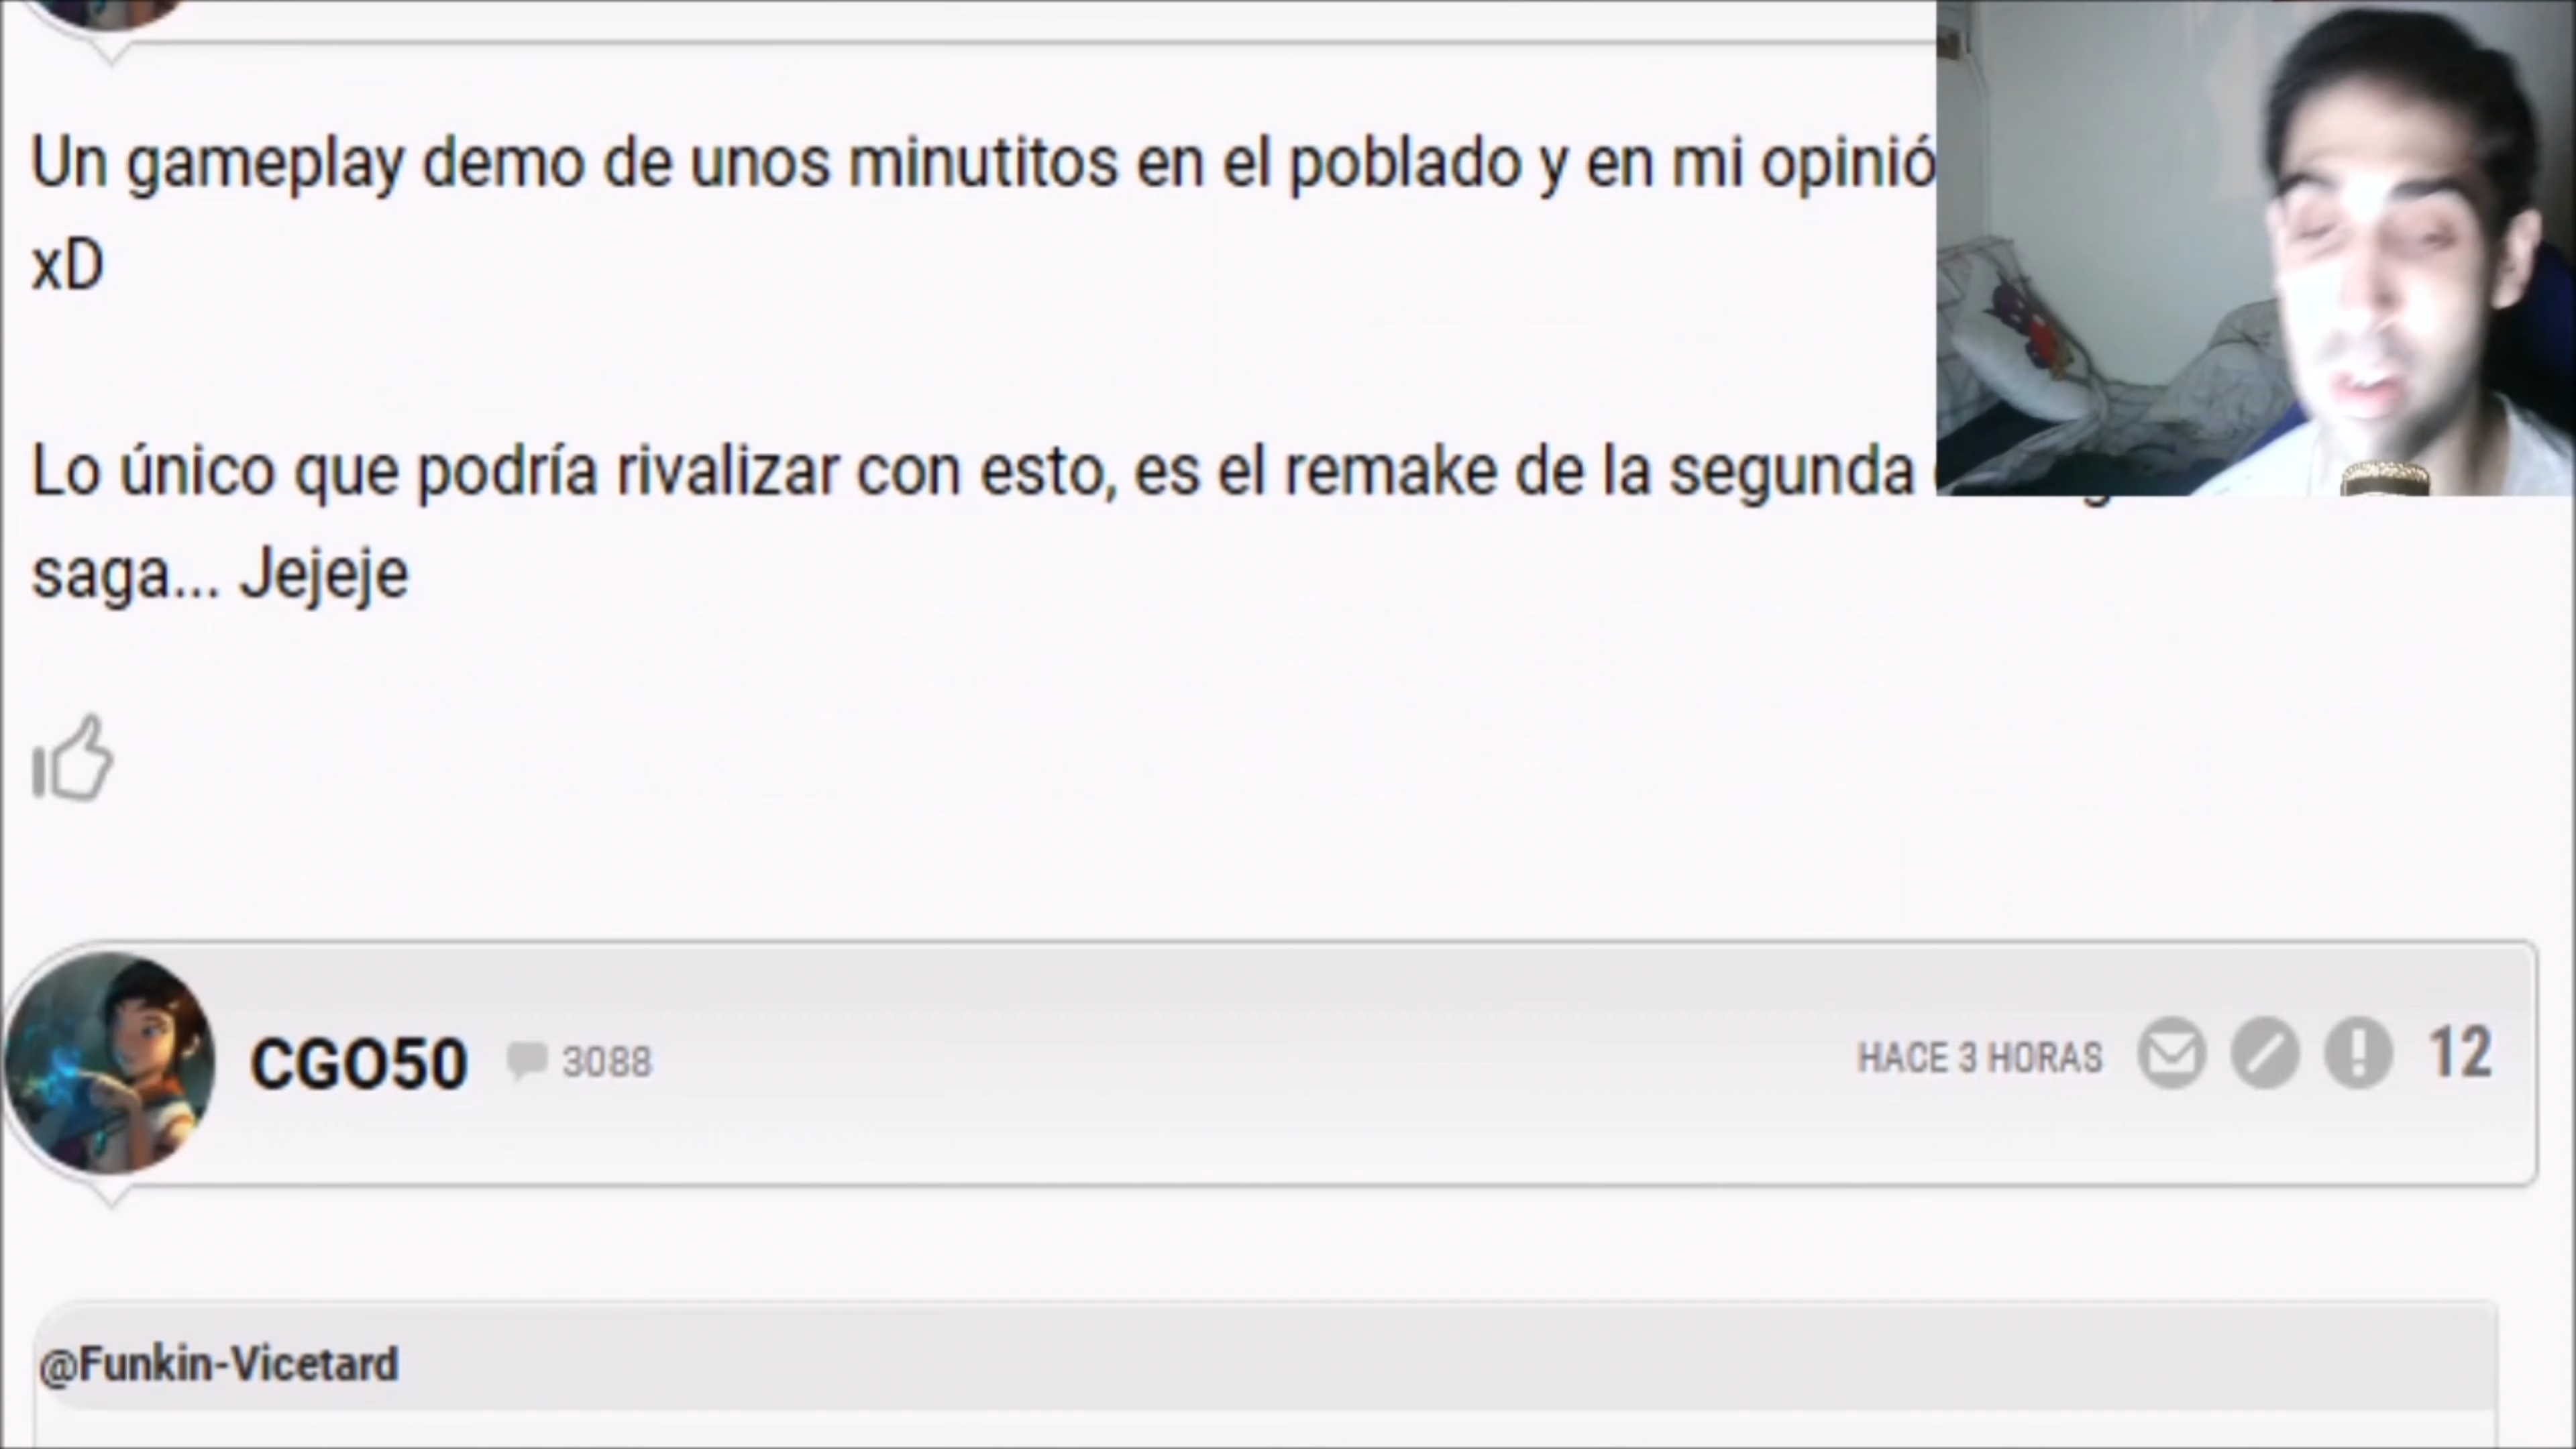 Un gameplay demo de unos minutitos en el poblado y en mi
xD
Lo único que podría rivalizar con esto, es el remake de la segunda
saga... Jejeje
CGO50 3088 HACE 3 HORAS 12
@Funkin-Vicetard